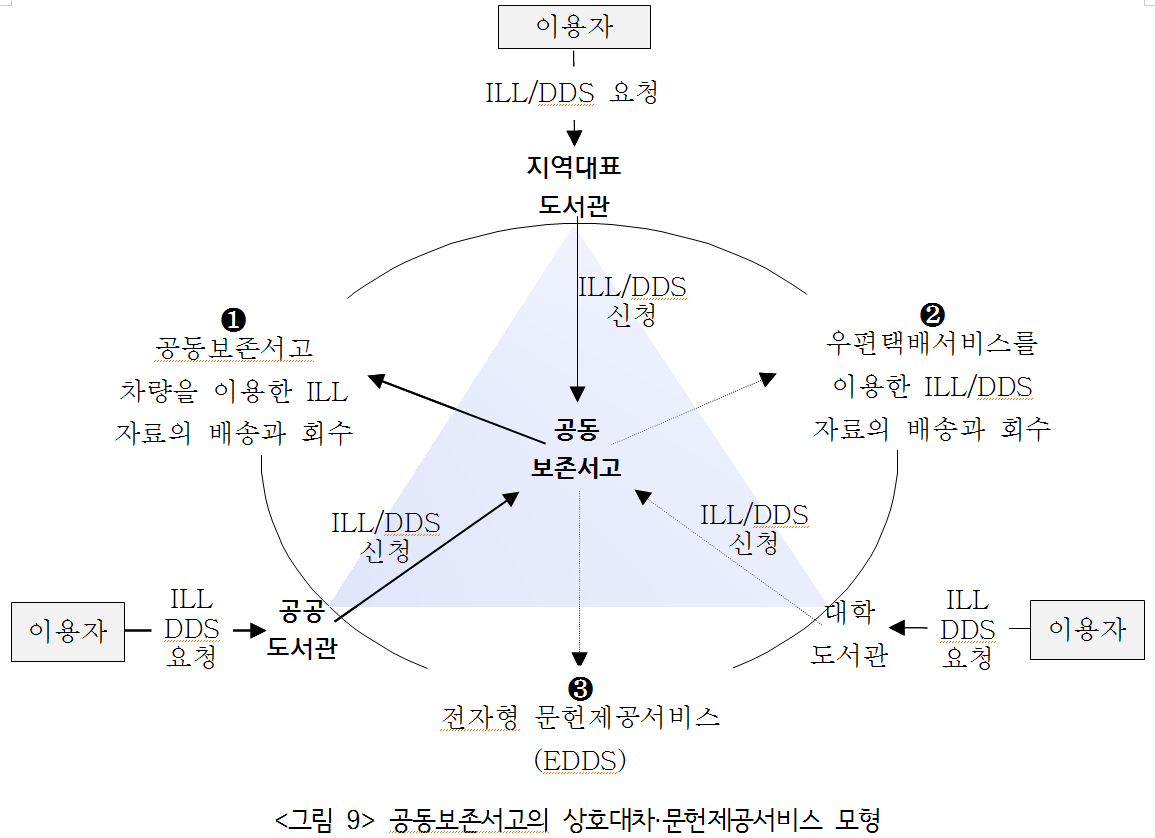 이용자
ILL/DDS 요청
지역대표
도서관
ILL/DDS
신청
❶
공동보존서고
차량을 이용한 ILL
자료의 배송과 회수
❷
우편택배서비스를
이용한 ILL/DDS
자료의 배송과 회수
공동
보존서고
ILL/DDS
신청
ILL/DDS
신청
이용자
ILL
DDS
요청
공공
도서관
대학
도서관
ILL
DDS
요청
이용자
❸
전자형 문헌제공서비스
(EDDS)
<그림 9> 공동보존서고의 상호대차·문헌제공서비스 모형